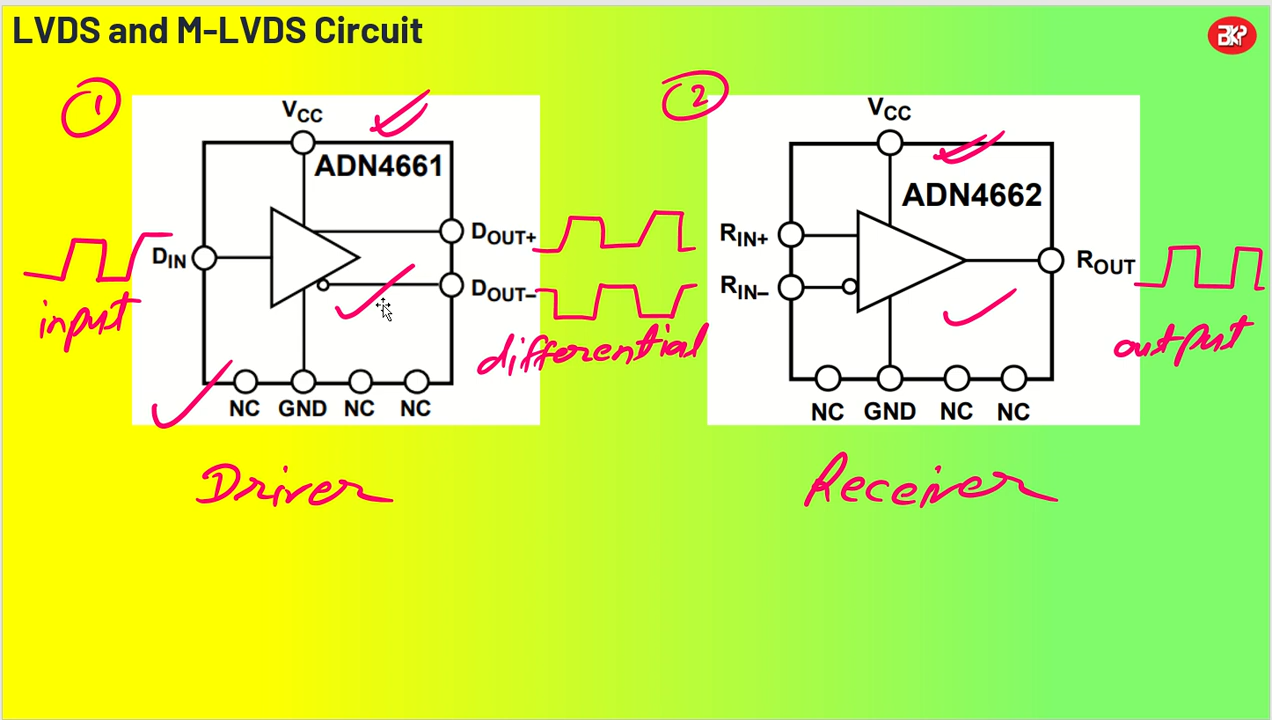 LVDS and M-LVDS Circuit
BKP
1
VCC
ADN4661
DIN
DOUT+
DOUT–
NC GND NC NC
input
differential
Driver
2
VCC
ADN4662
RIN+
RIN–
ROUT
NC GND NC NC
output
Receiver